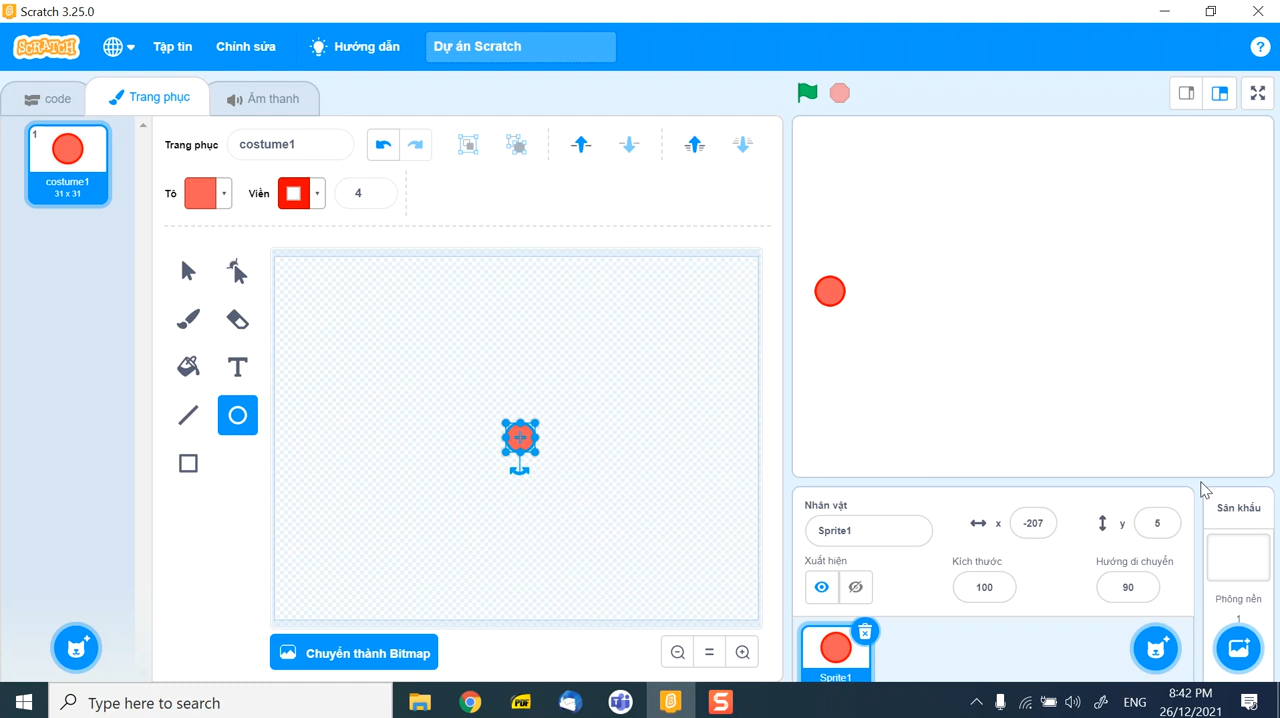 Scratch 3.25.0
SCRATCH
Tập tin
Chỉnh sửa
Hướng dẫn
Dự án Scratch
?
code
Trang phục
Âm thanh
1
costume1
31 x 31
Trang phục
costume1
Tô
Viền
4
T
Chuyển thành Bitmap
Nhân vật
Sprite1
x
-207
y
5
Xuất hiện
Kích thước
100
Hướng di chuyển
90
Sprite1
Sân khấu
Phông nền
1
Type here to search
PDF
S
ENG
8:42 PM
26/12/2021